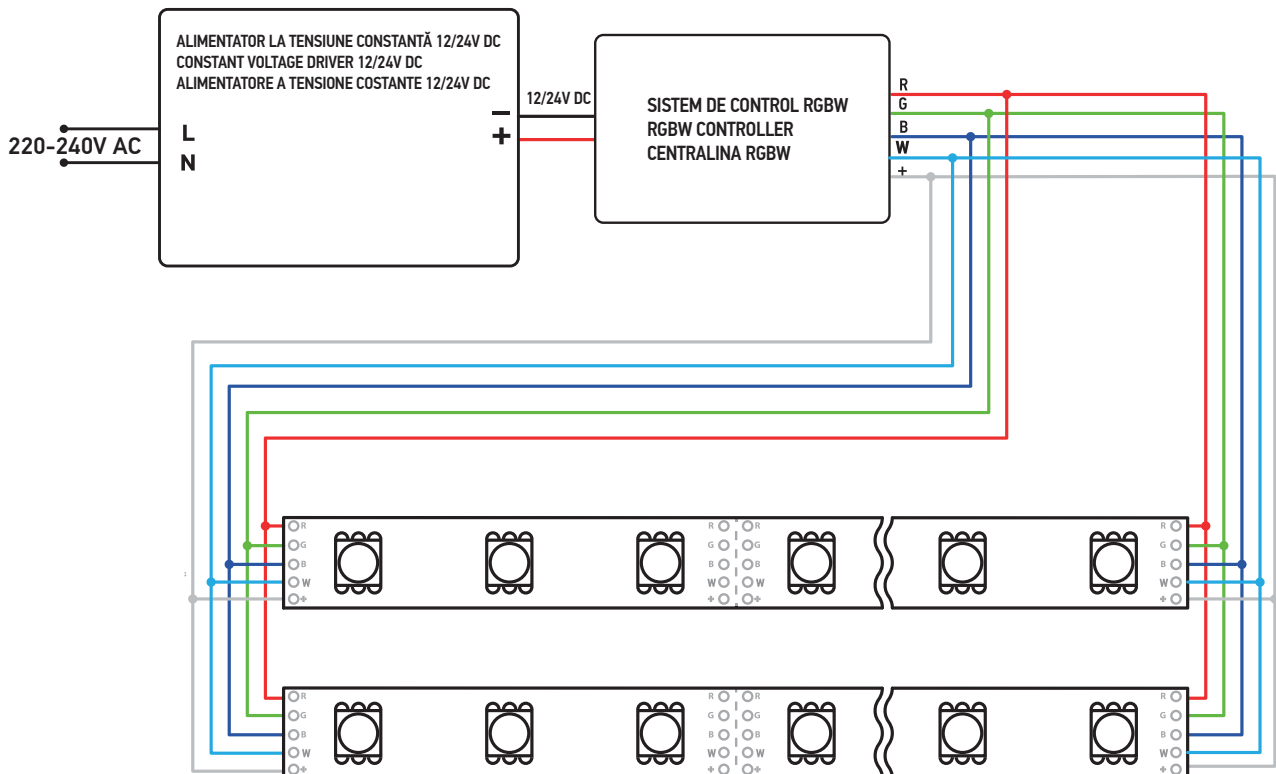 ALIMENTATOR LA TENSIUNE CONSTANTĂ 12/24V DC
CONSTANT VOLTAGE DRIVER 12/24V DC
ALIMENTATORE A TENSIONE COSTANTE 12/24V DC
220-240V AC
L
N
−
+
12/24V DC
SISTEM DE CONTROL RGBW
RGBW CONTROLLER
CENTRALINA RGBW
R
G
B
W
+
R R R R
G G G G
B B B B
W W W W
+ + + +
R R R R
G G G G
B B B B
W W W W
+ + + +